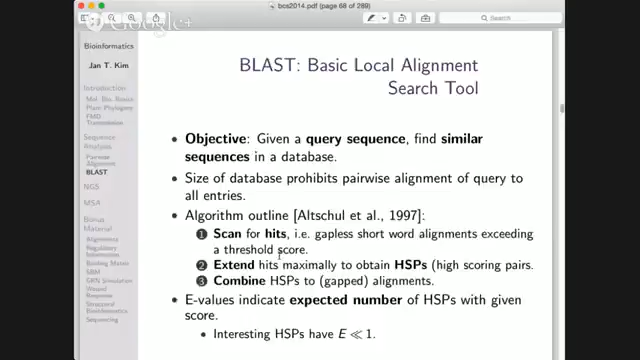 bcs2014.pdf (page 68 of 289)
Search
Google+
Bioinformatics
Jan T. Kim
Introduction
Mol. Bio. Revision
Plant Phylogeny
FMD
Transmission
Sequence
Analysis
Pairwise
Alignment
BLAST
NGS
MSA
Bonus
Material
Alignments
Regulatory
Information
Binding Matrix
SBM
GRN Simulation
Wound
Response
Structural
Bioinformatics
Sequencing
BLAST: Basic Local Alignment
Search Tool
• Objective: Given a query sequence, find similar
sequences in a database.
• Size of database prohibits pairwise alignment of query to
all entries.
• Algorithm outline [Altschul et al., 1997]:
1 Scan for hits, i.e. gapless short word alignments exceeding
a threshold score.
2 Extend hits maximally to obtain HSPs (high scoring pairs.
3 Combine HSPs to (gapped) alignments.
• E-values indicate expected number of HSPs with given
score.
• Interesting HSPs have E ≪ 1.